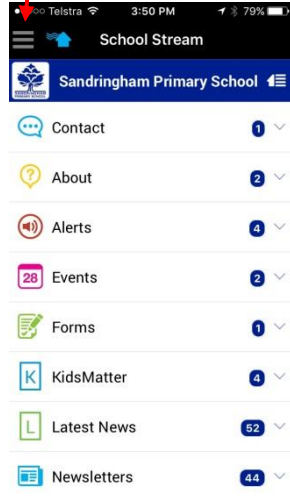 Telstra 3:50 PM 79%
School Stream
Sandringham Primary School
Contact 1
About 2
Alerts 4
28 Events 2
Forms 1
K KidsMatter 4
L Latest News 52
Newsletters 44